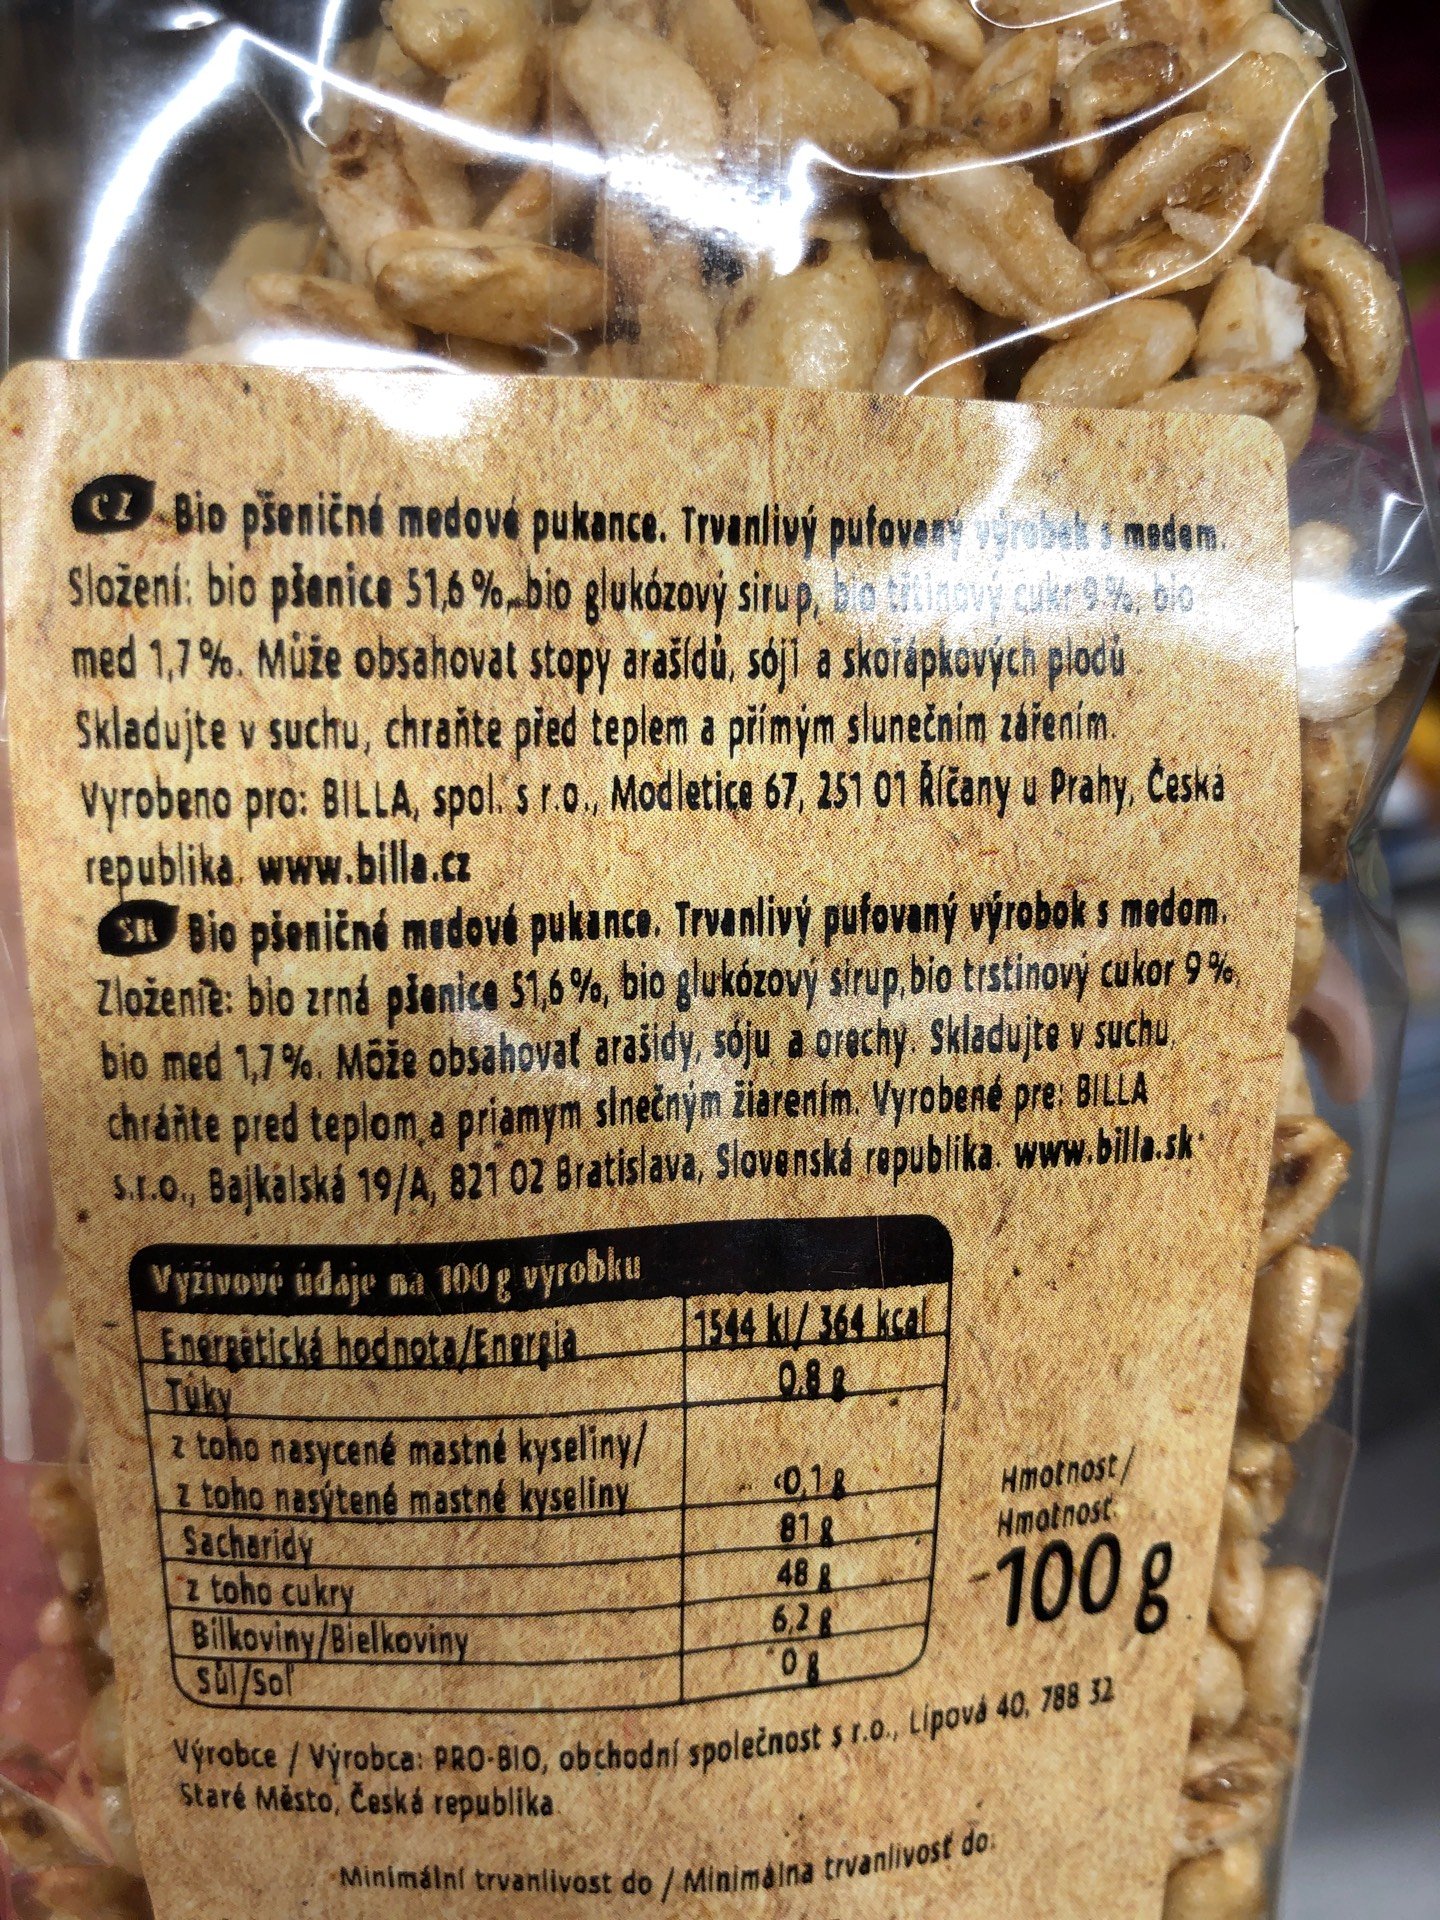 CZ Bio pšeničné medové pukance. Trvanlivý pufovaný výrobek s medem.
Složení: bio pšenice 51,6 %, bio glukózový sirup, bio třtinový cukr 9 %, bio
med 1,7 %. Může obsahovat stopy arašídů, sóji a skořápkových plodů
Skladujte v suchu, chraňte před teplem a přímým slunečním zářením.
Vyrobeno pro: BILLA, spol. s r.o., Modletice 67, 251 01 Říčany u Prahy, Česká
republika. www.billa.cz
SK Bio pšeničné medové pukance. Trvanlivý pufovaný výrobok s medom.
Zloženie: bio zrná pšenice 51,6 %, bio glukózový sirup, bio trstinový cukor 9 %,
bio med 1,7 %. Môže obsahovať arašidy, sóju a orechy. Skladujte v suchu,
chráňte pred teplom a priamym slnečným žiarením. Vyrobené pre: BILLA
s.r.o., Bajkalská 19/A, 821 02 Bratislava, Slovenská republika. www.billa.sk
Vyživové údaje na 100 g výrobku
Energetická hodnota/Energia 1544 kJ/ 364 kcal
Tuky 0,8 g
z toho nasycené mastné kyseliny/
z toho nasýtené mastné kyseliny <0,1 g
Sacharidy 81 g
z toho cukry 48 g
Bílkoviny/Bielkoviny 6,2 g
Sůl/Soľ 0 g
Hmotnost/
Hmotnosť:
100 g
Výrobce / Výrobca: PRO-BIO, obchodní společnost s r.o., Lipová 40, 788 32
Staré Město, Česká republika
Minimální trvanlivost do / Minimálna trvanlivosť do: